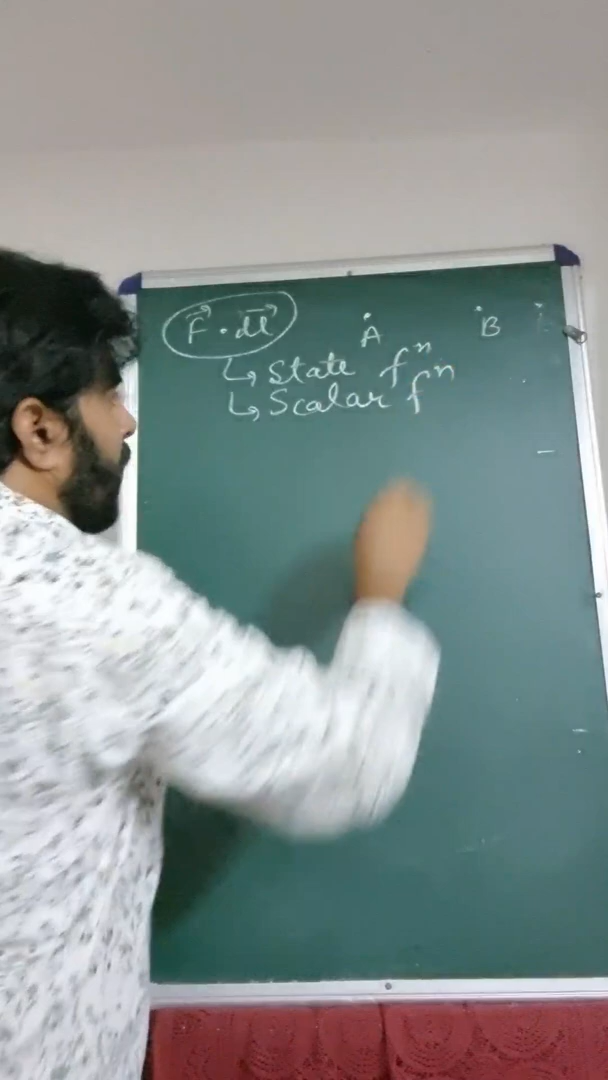 F⃗ · dl⃗ A B
↳ State fⁿ
↳ Scalar fⁿ